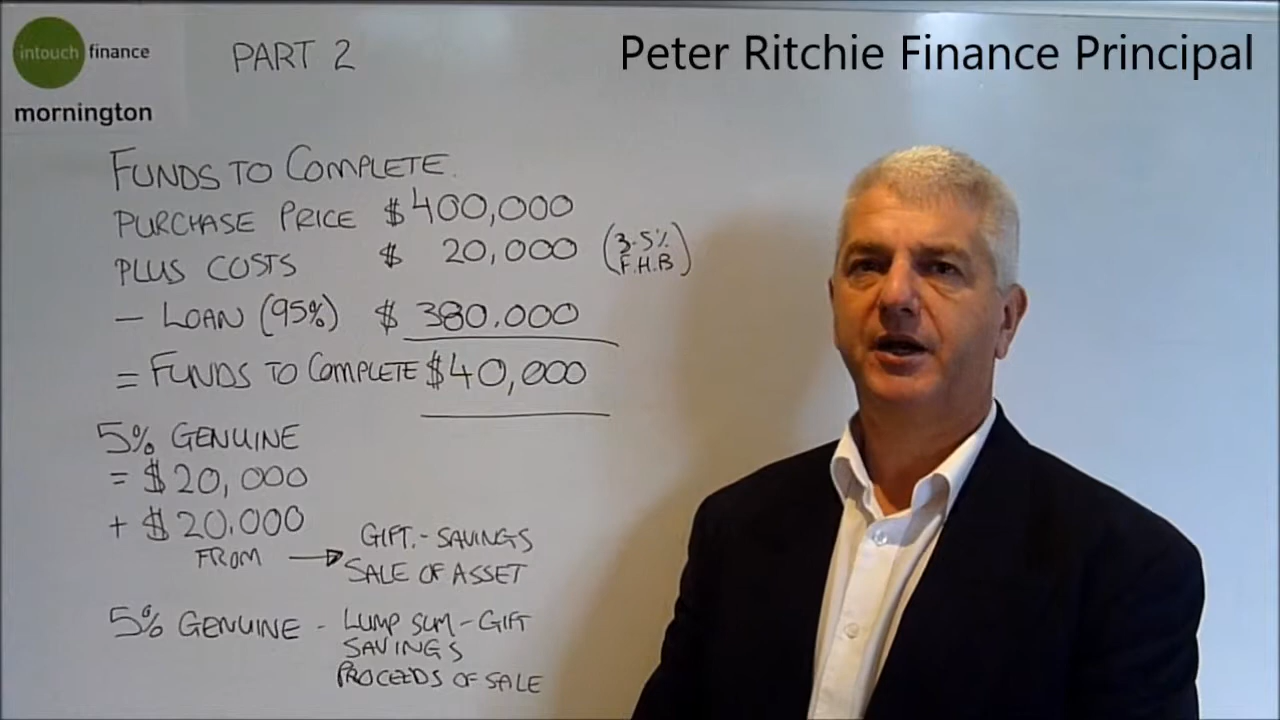 intouch finance
mornington
PART 2
Peter Ritchie Finance Principal
FUNDS TO COMPLETE.
PURCHASE PRICE $400,000
PLUS COSTS $ 20,000 (3-5% F.H.B)
- LOAN (95%) $ 380.000
= FUNDS TO COMPLETE $40,000
5% GENUINE
= $20,000
+ $20.000
FROM → GIFT.-SAVINGS
SALE OF ASSET
5% GENUINE - LUMP SUM - GIFT
SAVINGS
PROCEEDS OF SALE